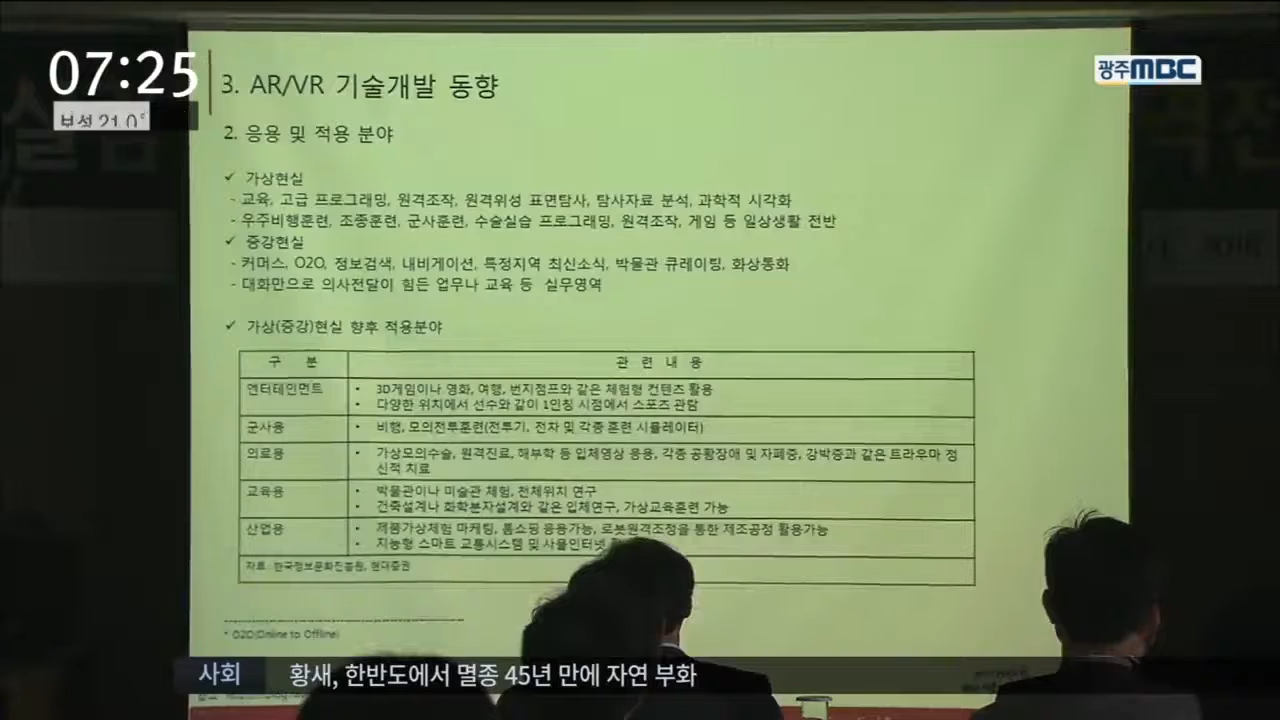 07:25
보성 21.0°
광주MBC
3. AR/VR 기술개발 동향
2. 응용 및 적용 분야
✓ 가상현실
- 교육, 고급 프로그래밍, 원격조작, 원격위성 표면탐사, 탐사자료 분석, 과학적 시각화
- 우주비행훈련, 조종훈련, 군사훈련, 수술실습 프로그래밍, 원격조작, 게임 등 일상생활 전반
✓ 증강현실
- 커머스, O2O, 정보검색, 내비게이션, 특정지역 최신소식, 박물관 큐레이팅, 화상통화
- 대화만으로 의사전달이 힘든 업무나 교육 등 실무영역
✓ 가상(증강)현실 향후 적용분야
구 분 관 련 내 용
엔터테인먼트 • 3D게임이나 영화, 여행, 번지점프와 같은 체험형 컨텐츠 활용
• 다양한 위치에서 선수와 같이 1인칭 시점에서 스포츠 관람
군사용 • 비행, 모의전투훈련(전투기, 전차 및 각종 훈련 시뮬레이터)
의료용 • 가상모의수술, 원격진료, 해부학 등 입체영상 응용, 각종 공황장애 및 자폐증, 강박증과 같은 트라우마 정
신적 치료
교육용 • 박물관이나 미술관 체험, 천체위치 연구
• 건축설계나 화학분자설계와 같은 입체연구, 가상교육훈련 가능
산업용 • 제품가상체험 마케팅, 홈쇼핑 응용가능, 로봇원격조정을 통한 제조공정 활용가능
• 지능형 스마트 교통시스템 및 사물인터넷
자료 : 한국정보문화진흥원, 현대증권
* O2O(Online to Offline)
사회 황새, 한반도에서 멸종 45년 만에 자연 부화